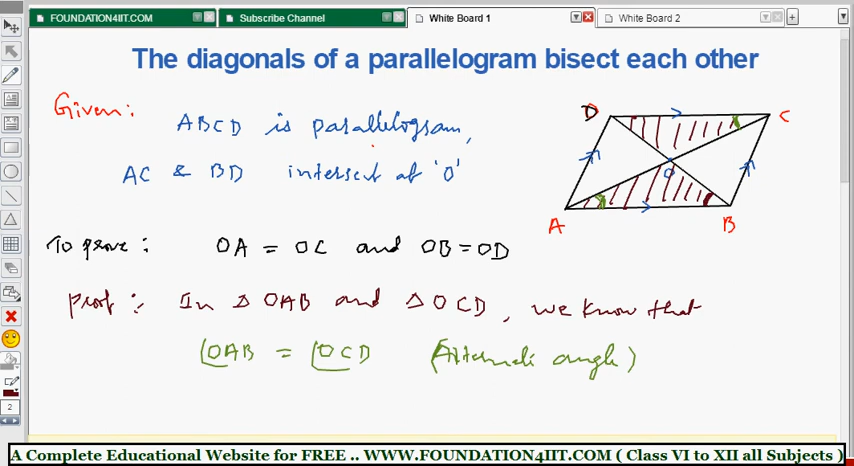 FOUNDATION4IIT.COM
Subscribe Channel
White Board 1
White Board 2
The diagonals of a parallelogram bisect each other
Given:
ABCD is parallelogram,
AC & BD intersect at 'O'
D
C
O
A
B
To prove : OA = OC and OB = OD
Proof : In Δ OAB and Δ OCD, we know that
∠OAB = ∠OCD (Alternate angle)
2
A Complete Educational Website for FREE .. WWW.FOUNDATION4IIT.COM ( Class VI to XII all Subjects )